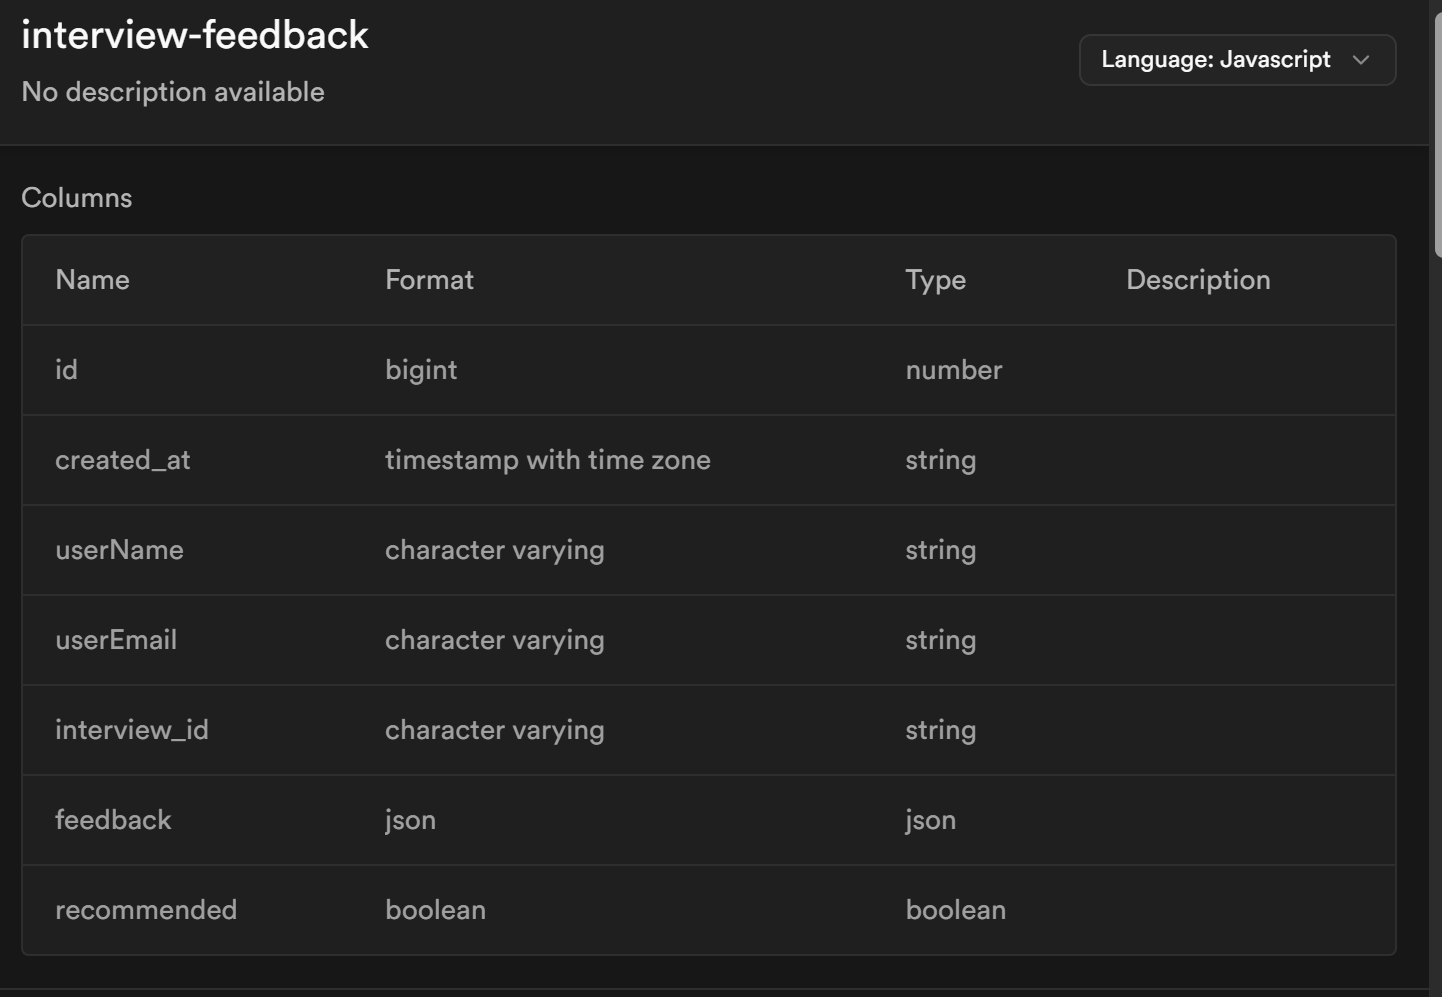 interview-feedback
No description available
Language: Javascript
Columns
Name Format Type Description
id bigint number
created_at timestamp with time zone string
userName character varying string
userEmail character varying string
interview_id character varying string
feedback json json
recommended boolean boolean